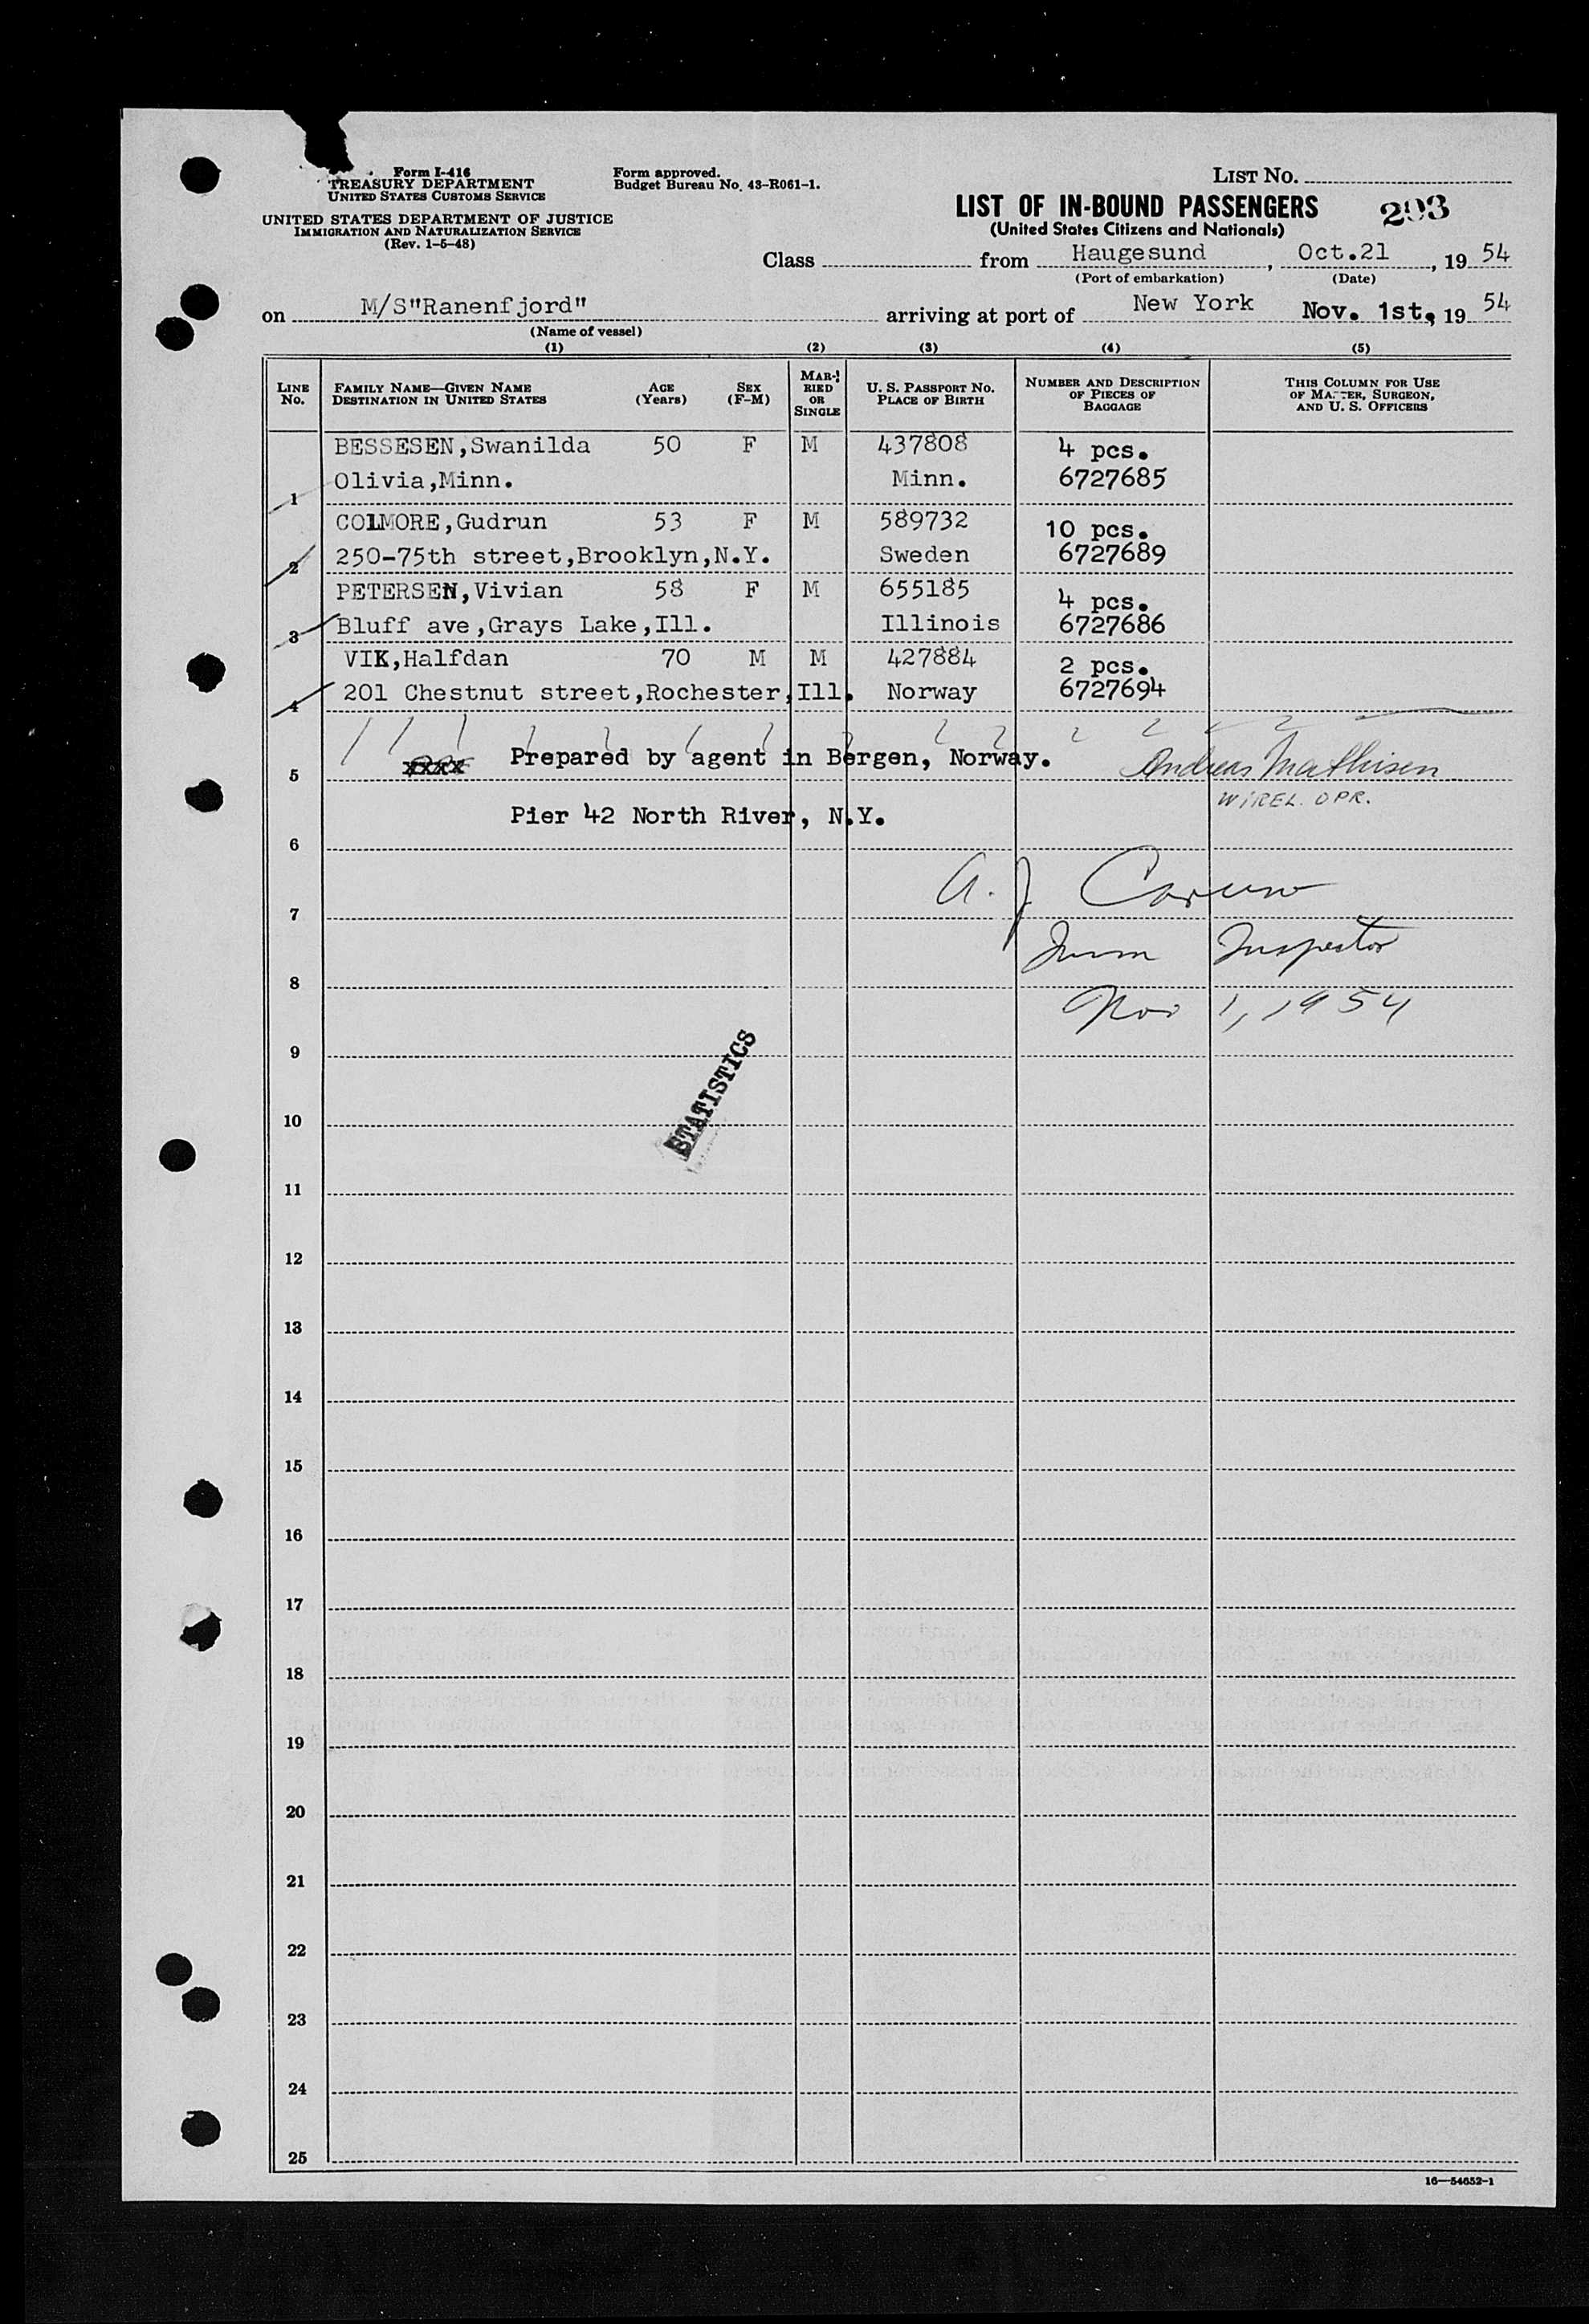 Form I-416
TREASURY DEPARTMENT
UNITED STATES CUSTOMS SERVICE
UNITED STATES DEPARTMENT OF JUSTICE
IMMIGRATION AND NATURALIZATION SERVICE
(Rev. 1-5-48)
Form approved.
Budget Bureau No. 43-R061-1.
LIST NO.
LIST OF IN-BOUND PASSENGERS
293
(United States Citizens and Nationals)
Class from Haugesund, Oct.21, 19 54
(Port of embarkation) (Date)
on M/S"Ranenfjord" arriving at port of New York Nov. 1st, 19 54
(Name of vessel)
(1) (2) (3) (4) (5)
LINE NO. FAMILY NAME—GIVEN NAME DESTINATION IN UNITED STATES AGE (Years) SEX (F-M) MARRIED OR SINGLE U. S. PASSPORT NO. PLACE OF BIRTH NUMBER AND DESCRIPTION OF PIECES OF BAGGAGE THIS COLUMN FOR USE OF MASTER, SURGEON, AND U. S. OFFICERS
BESSESEN,Swanilda 50 F M 437808 4 pcs.
1 Olivia,Minn. Minn. 6727685
COLMORE,Gudrun 53 F M 589732 10 pcs.
2 250-75th street,Brooklyn,N.Y. Sweden 6727689
PETERSEN,Vivian 58 F M 655185 4 pcs.
3 Bluff ave,Grays Lake,Ill. Illinois 6727686
VIK,Halfdan 70 M M 427884 2 pcs.
4 201 Chestnut street,Rochester,Ill. Norway 6727694
5 xxxx Prepared by agent in Bergen, Norway. Andreas Mathisen
WIREL. OPR.
6 Pier 42 North River, N.Y.
7 A. J. Caruso
8 Imm Inspector
9 Nov 1, 1954
STATISTICS
10
11
12
13
14
15
16
17
18
19
20
21
22
23
24
25
16—54652-1